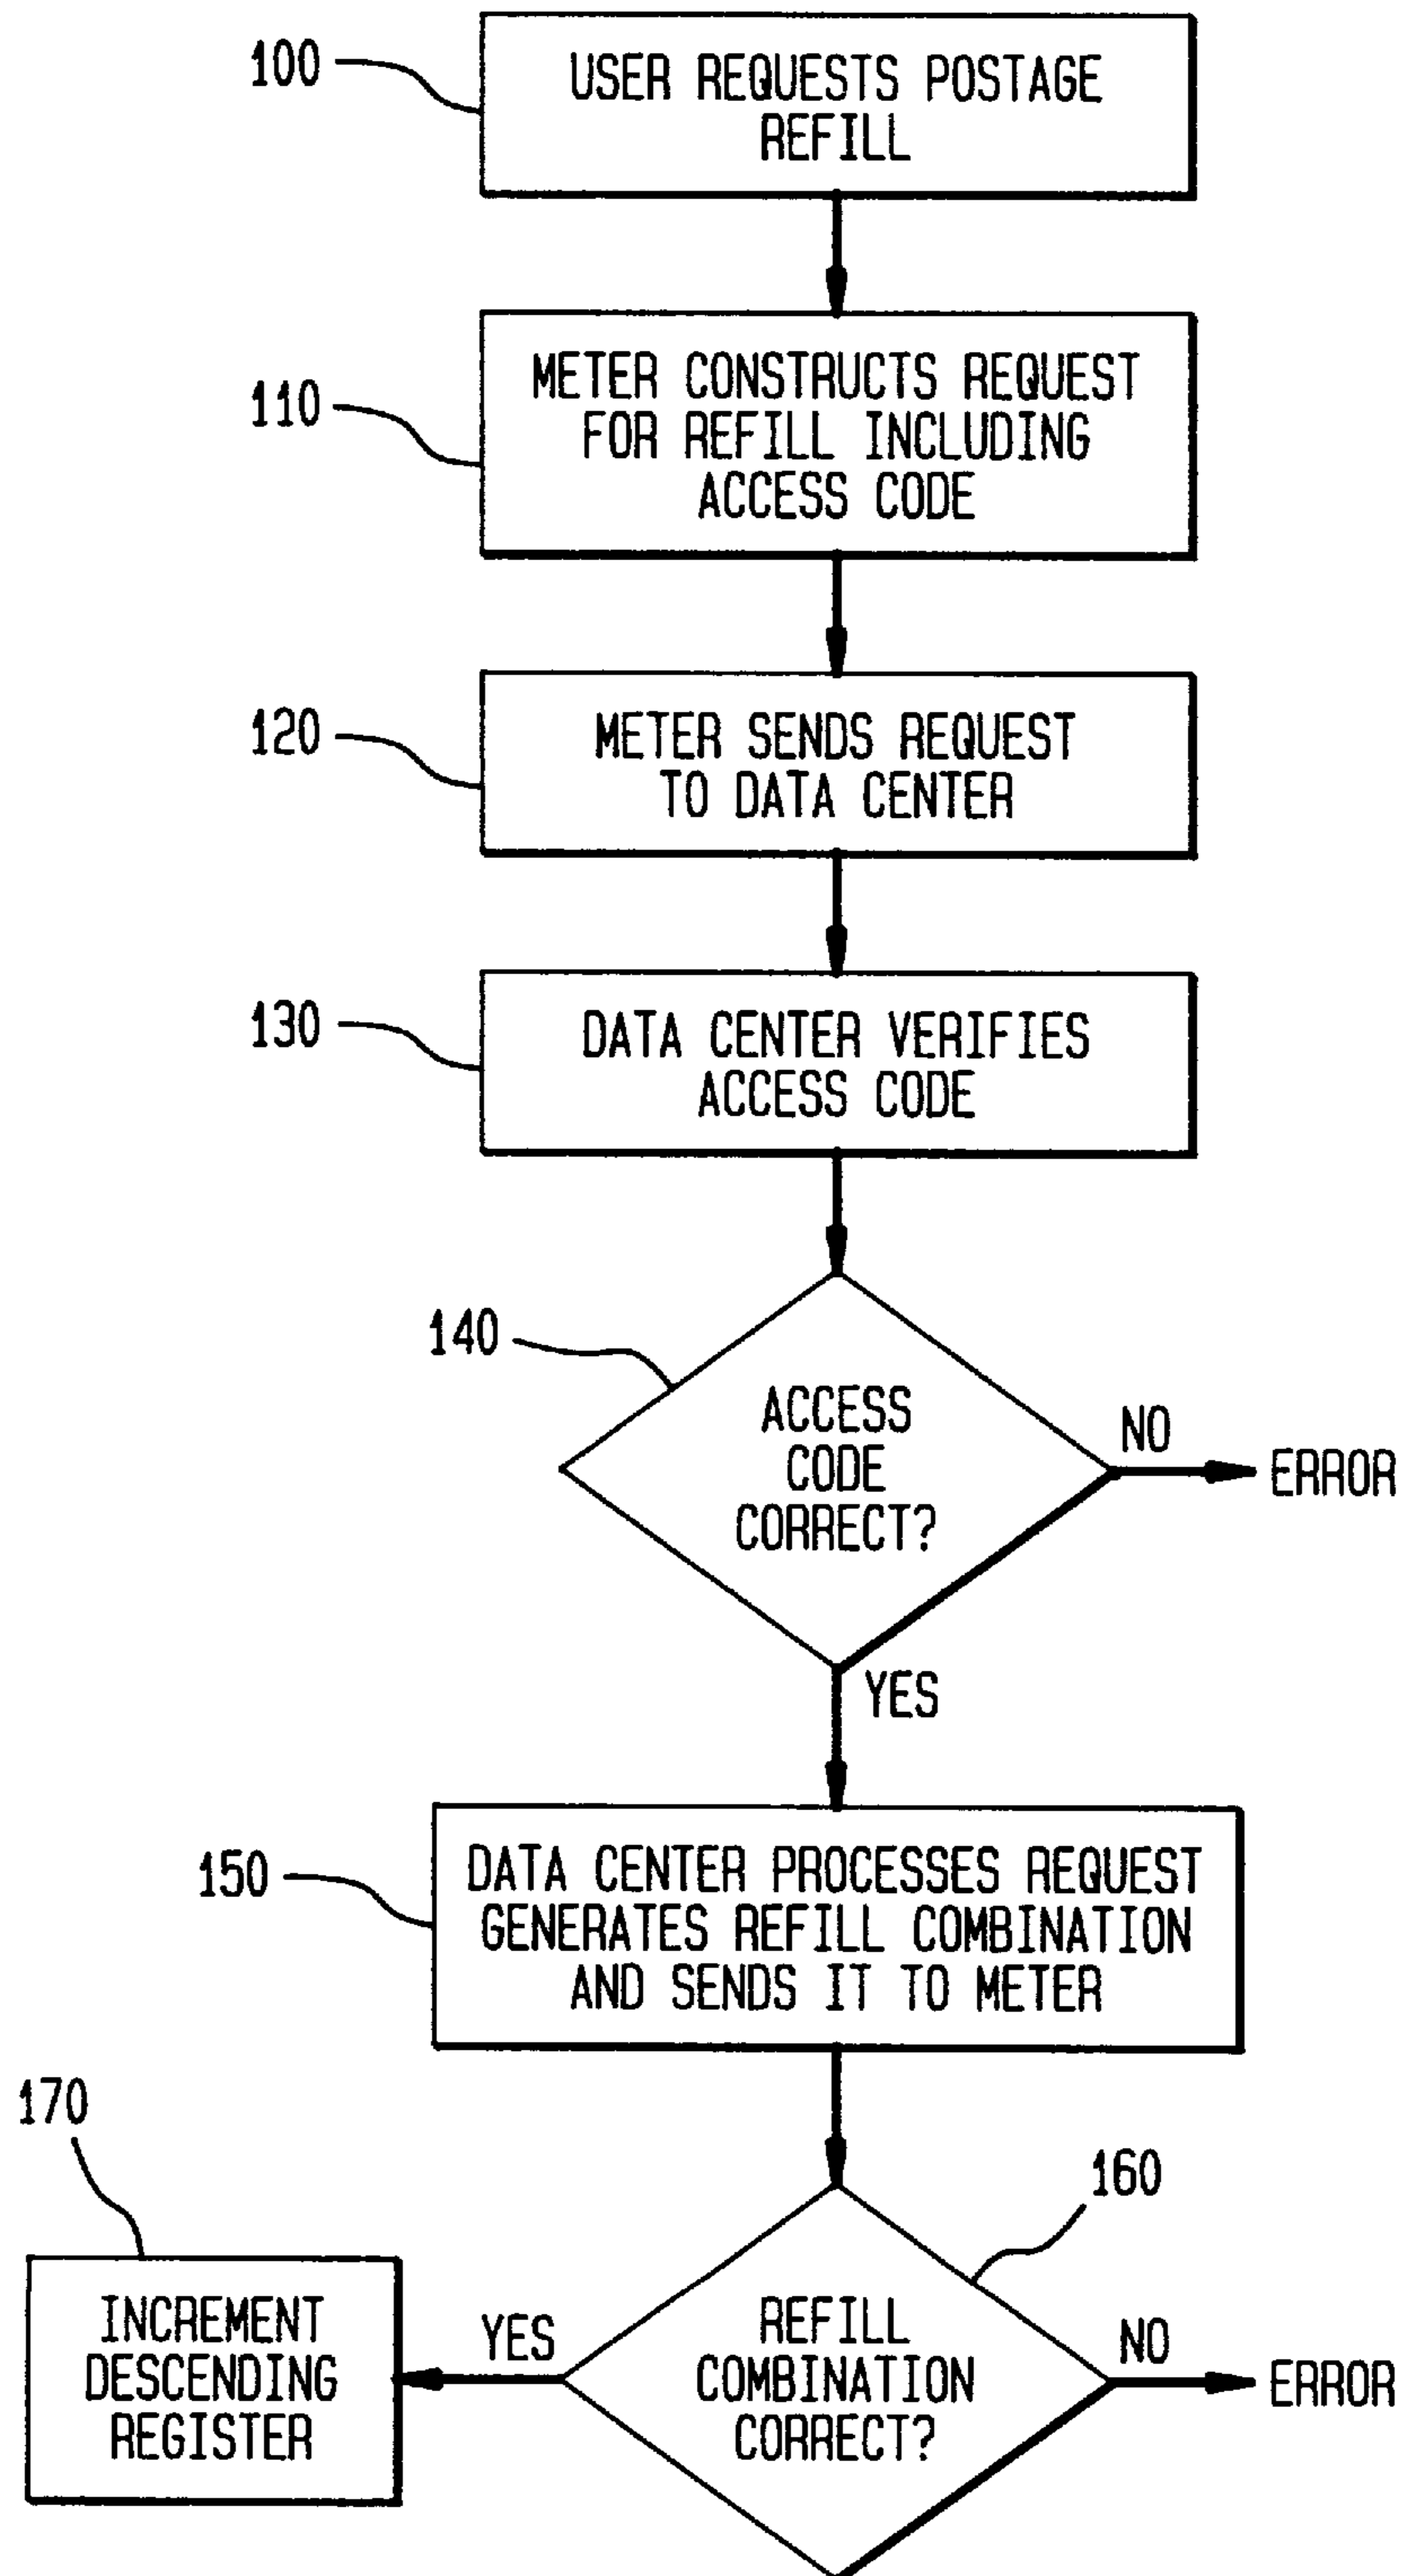 100
USER REQUESTS POSTAGE
REFILL
110
METER CONSTRUCTS REQUEST
FOR REFILL INCLUDING
ACCESS CODE
120
METER SENDS REQUEST
TO DATA CENTER
130
DATA CENTER VERIFIES
ACCESS CODE
140
ACCESS
CODE
CORRECT?
NO
ERROR
YES
150
DATA CENTER PROCESSES REQUEST
GENERATES REFILL COMBINATION
AND SENDS IT TO METER
160
REFILL
COMBINATION
CORRECT?
NO
ERROR
YES
170
INCREMENT
DESCENDING
REGISTER